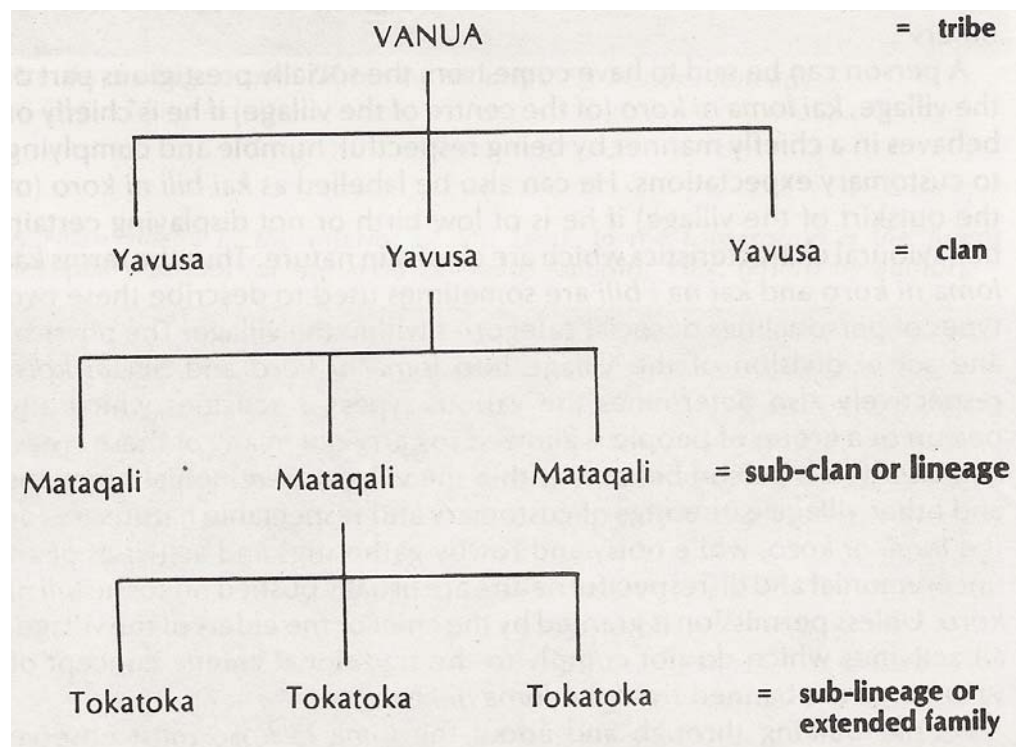 VANUA = tribe
Yavusa Yavusa Yavusa = clan
Mataqali Mataqali Mataqali = sub-clan or lineage
Tokatoka Tokatoka Tokatoka = sub-lineage or
extended family